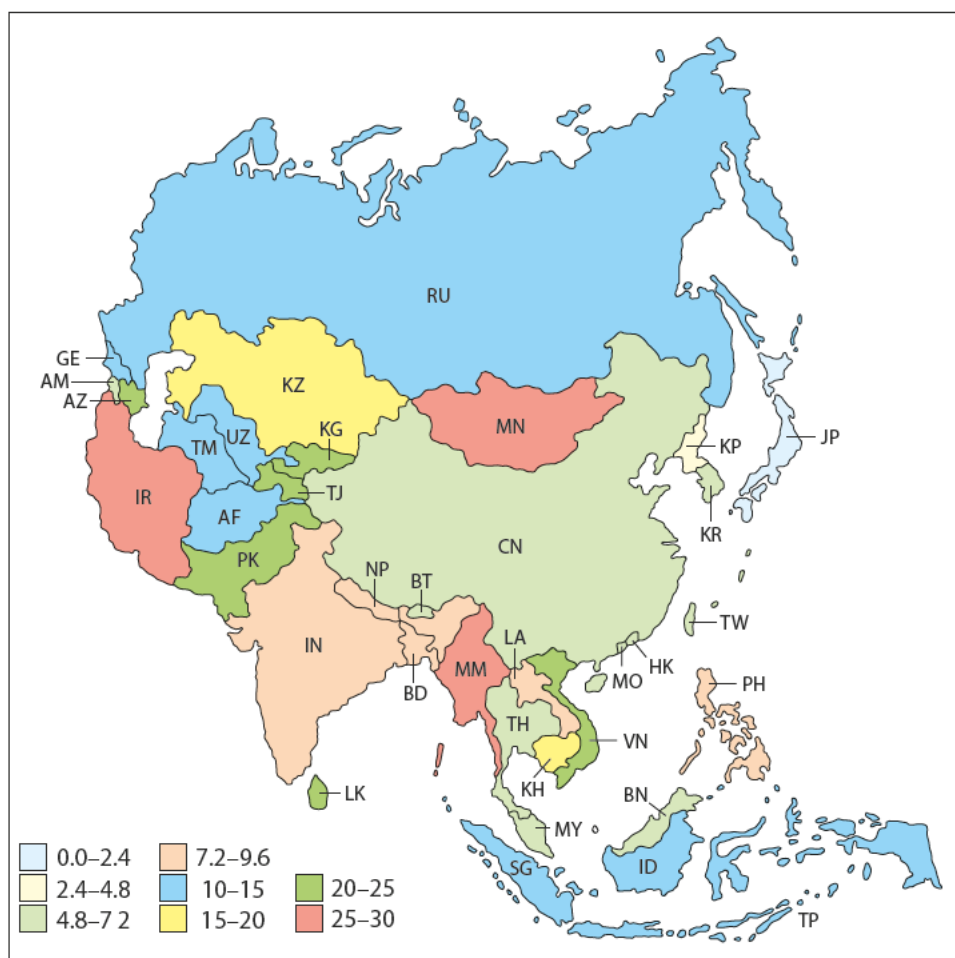 RU
GE
AM
AZ
KZ
KG
MN
TM
UZ
KP
JP
IR
TJ
AF
KR
CN
PK
NP
BT
IN
LA
TW
HK
MO
BD
MM
PH
TH
VN
KH
LK
BN
MY
SG
ID
TP
0.0–2.4
7.2–9.6
2.4–4.8
10–15
20–25
4.8–7 2
15–20
25–30